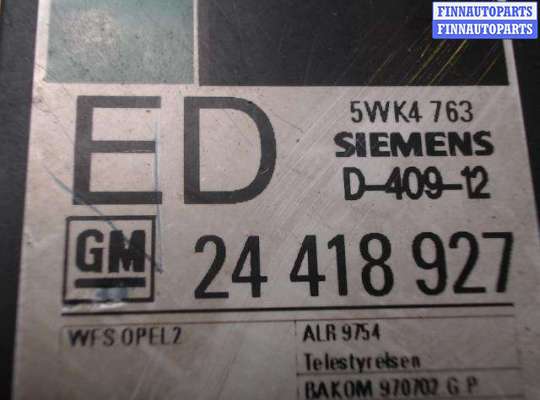 FINNAUTOPARTS
FINNAUTOPARTS
ED
5WK4 763
SIEMENS
D-409-12
GM
24 418 927
WFS OPEL2
ALR 9754
Telestyrelsen
BAKOM 970702 G P